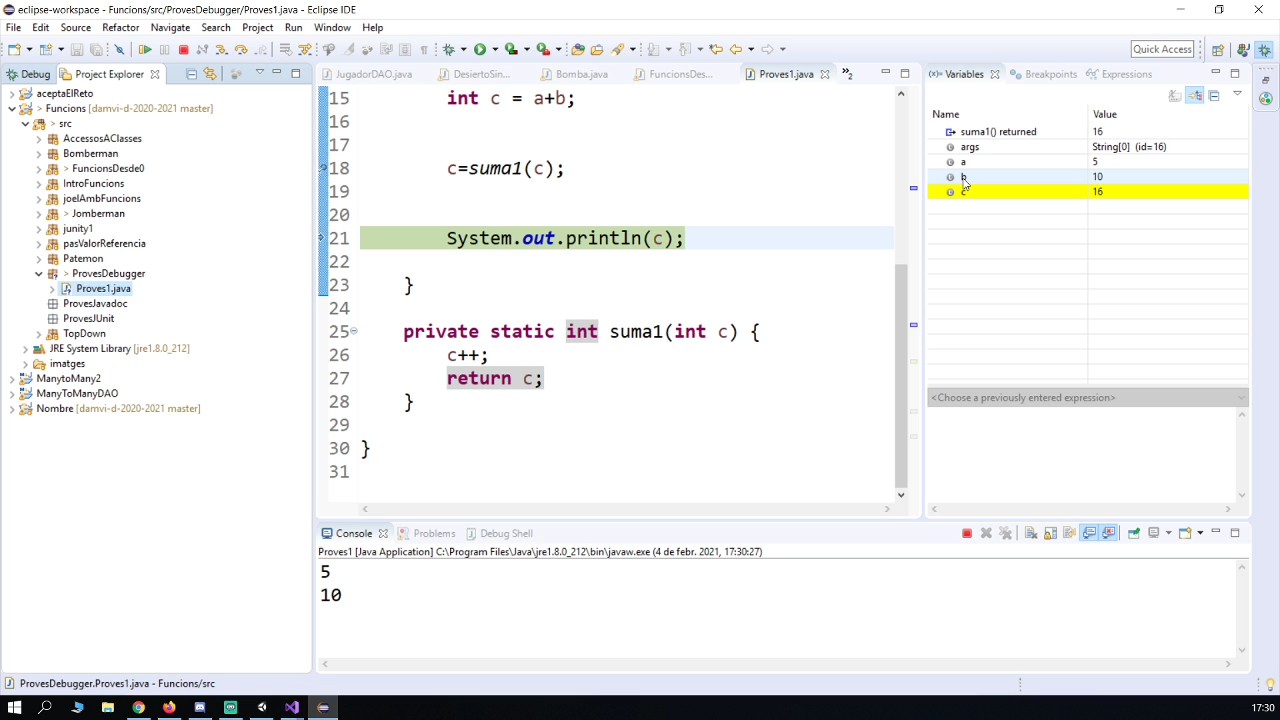 eclipse-workspace - Funcions/src/ProvesDebugger/Proves1.java - Eclipse IDE
File Edit Source Refactor Navigate Search Project Run Window Help
Quick Access
Debug Project Explorer
JugadorDAO.java DesiertoSin... Bomba.java FuncionsDes... Proves1.java »2
Variables Breakpoints Expressions
aceptaElReto
> Funcions [damvi-d-2020-2021 master]
> src
AccessosAClasses
Bomberman
> FuncionsDesde0
IntroFuncions
joelAmbFuncions
> Jomberman
junity1
pasValorReferencia
Patemon
> ProvesDebugger
Proves1.java
ProvesJavadoc
ProvesJUnit
TopDown
JRE System Library [jre1.8.0_212]
imatges
ManytoMany2
ManyToManyDAO
Nombre [damvi-d-2020-2021 master]
15 int c = a+b;
16
17
18 c=suma1(c);
19
20
21 System.out.println(c);
22
23 }
24
25 private static int suma1(int c) {
26 c++;
27 return c;
28 }
29
30 }
31
Name Value
suma1() returned 16
args String[0] (id=16)
a 5
b 10
c 16
<Choose a previously entered expression>
Console Problems Debug Shell
Proves1 [Java Application] C:\Program Files\Java\jre1.8.0_212\bin\javaw.exe (4 de febr. 2021, 17:30:27)
5
10
ProvesDebugger.Proves1.java - Funcions/src
17:30